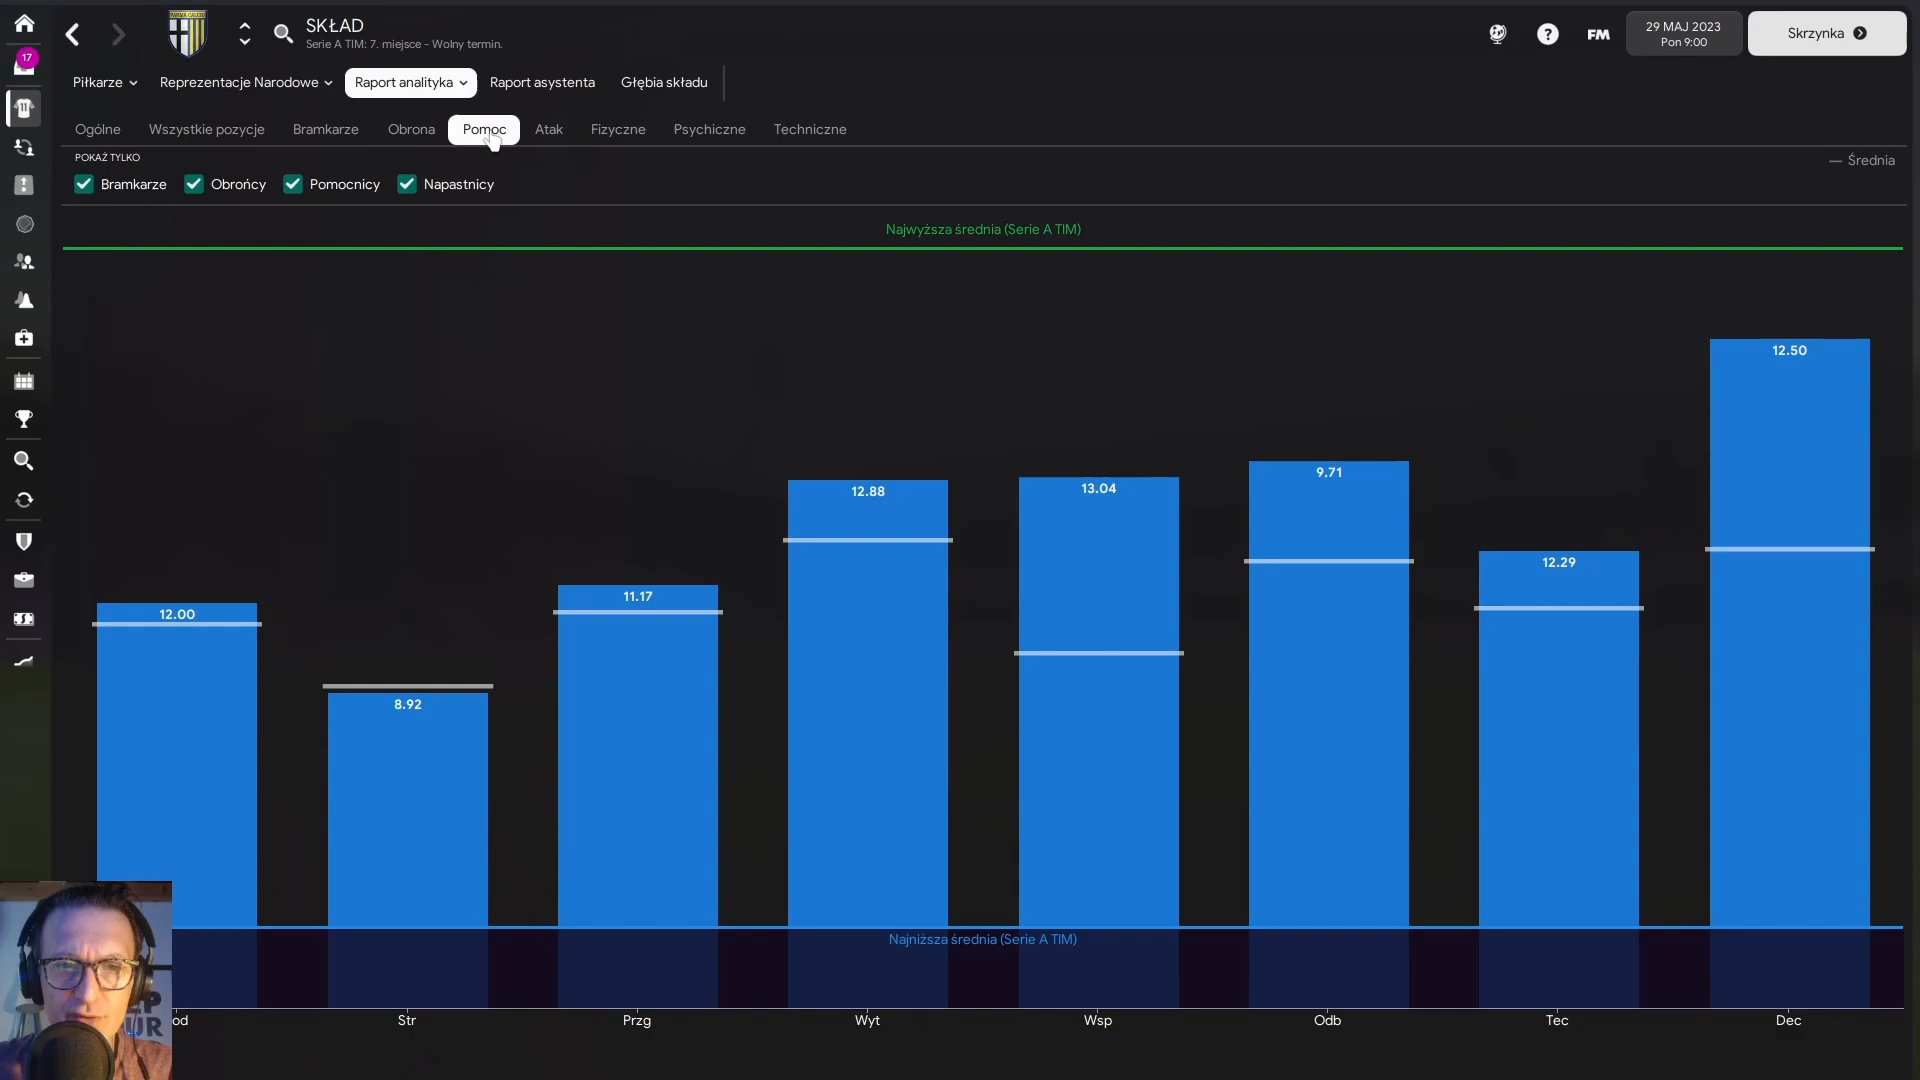 17
SKŁAD
Serie A TIM: 7. miejsce - Wolny termin.
FM
29 MAJ 2023
Pon 9:00
Skrzynka
Piłkarze
Reprezentacje Narodowe
Raport analityka
Raport asystenta
Głębia składu
Ogólne
Wszystkie pozycje
Bramkarze
Obrona
Pomoc
Atak
Fizyczne
Psychiczne
Techniczne
POKAŻ TYLKO
Średnia
Bramkarze
Obrońcy
Pomocnicy
Napastnicy
Najwyższa średnia (Serie A TIM)
12.00
8.92
11.17
12.88
13.04
9.71
12.29
12.50
Najniższa średnia (Serie A TIM)
od
Str
Przg
Wyt
Wsp
Odb
Tec
Dec